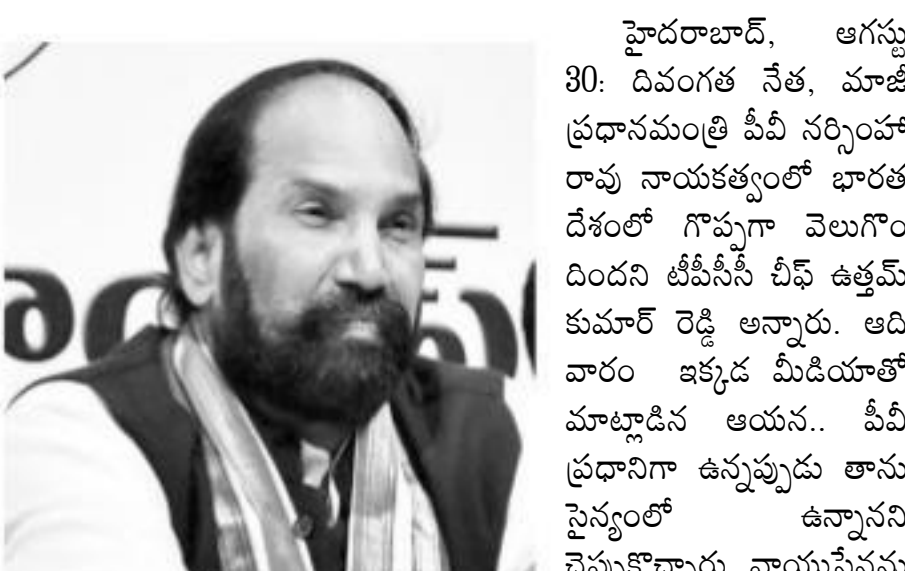 హైదరాబాద్, ఆగస్టు
30: దివంగత నేత, మాజీ
ప్రధానమంత్రి పీవీ నర్సింహా
రావు నాయకత్వంలో భారత
దేశంలో గొప్పగా వెలుగొం
దిందని టీపీసీసీ చీఫ్ ఉత్తమ్
కుమార్ రెడ్డి అన్నారు. ఆది
వారం ఇక్కడ మీడియాతో
మాట్లాడిన ఆయన.. పీవీ
ప్రధానిగా ఉన్నప్పుడు తాను
సైన్యంలో ఉన్నానని
చెప్పుకొచ్చారు వాయుసేనను